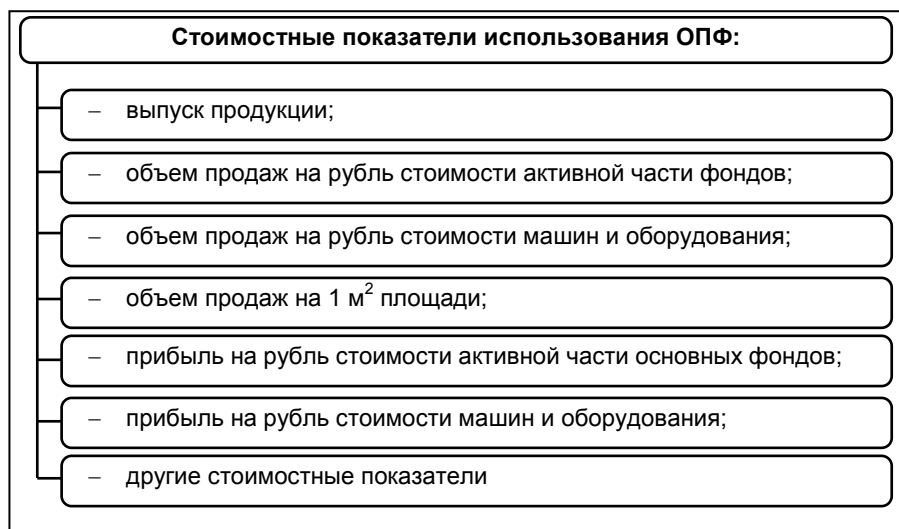 Стоимостные показатели использования ОПФ:
– выпуск продукции;
– объем продаж на рубль стоимости активной части фондов;
– объем продаж на рубль стоимости машин и оборудования;
– объем продаж на 1 м² площади;
– прибыль на рубль стоимости активной части основных фондов;
– прибыль на рубль стоимости машин и оборудования;
– другие стоимостные показатели